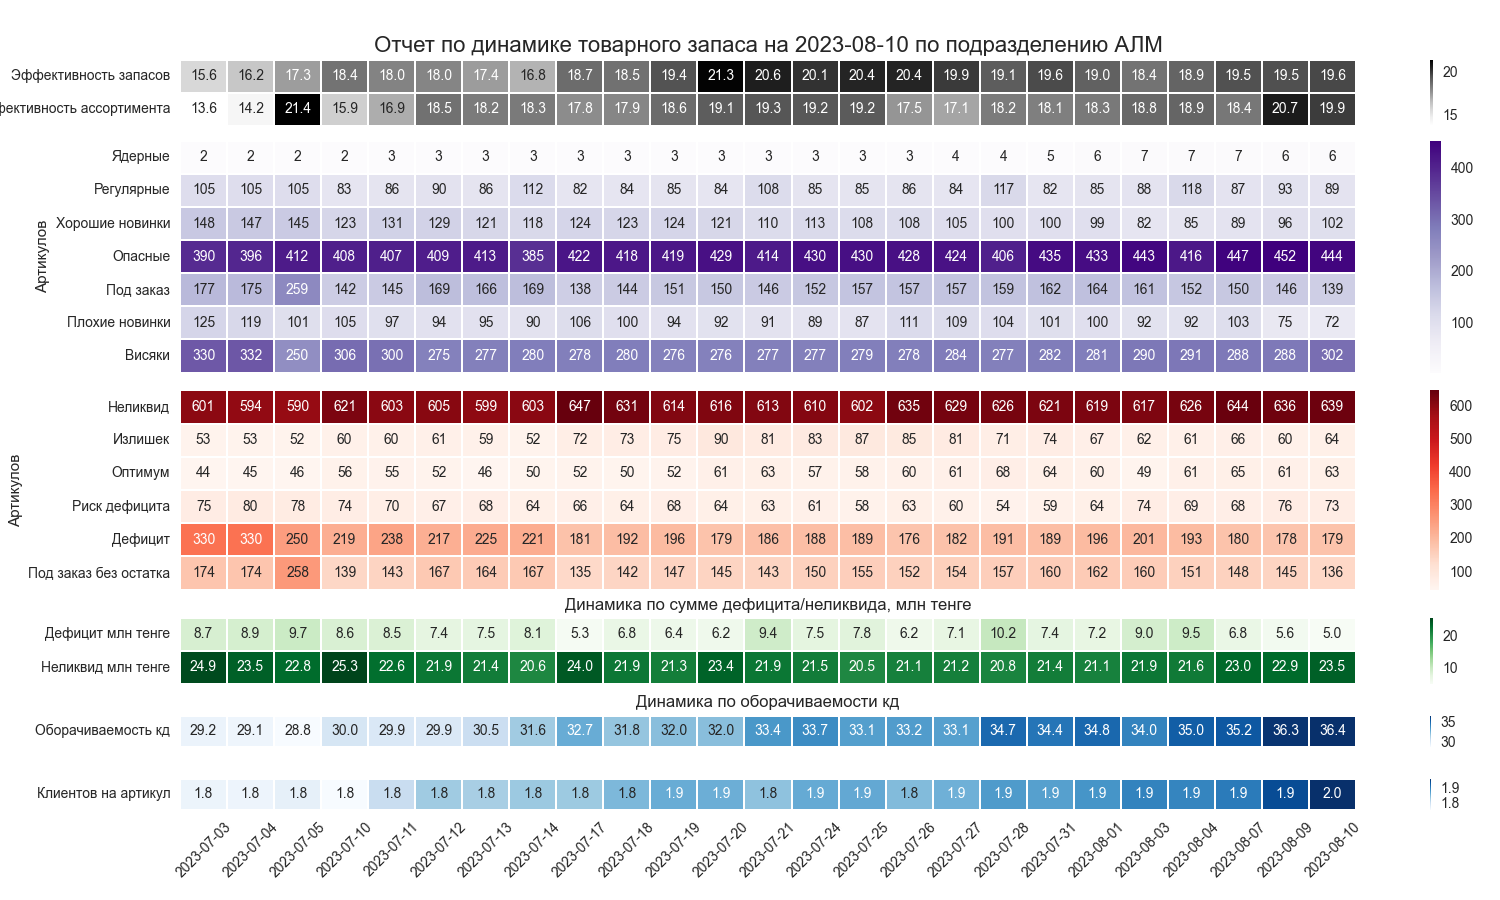 Отчет по динамике товарного запаса на 2023-08-10 по подразделению АЛМ
Эффективность запасов 15.6 16.2 17.3 18.4 18.0 18.0 17.4 16.8 18.7 18.5 19.4 21.3 20.6 20.1 20.4 20.4 19.9 19.1 19.6 19.0 18.4 18.9 19.5 19.5 19.6
фективность ассортимента 13.6 14.2 21.4 15.9 16.9 18.5 18.2 18.3 17.8 17.9 18.6 19.1 19.3 19.2 19.2 17.5 17.1 18.2 18.1 18.3 18.8 18.9 18.4 20.7 19.9
20
15
Артикулов
Ядерные 2 2 2 2 3 3 3 3 3 3 3 3 3 3 3 3 4 4 5 6 7 7 7 6 6
Регулярные 105 105 105 83 86 90 86 112 82 84 85 84 108 85 85 86 84 117 82 85 88 118 87 93 89
Хорошие новинки 148 147 145 123 131 129 121 118 124 123 124 121 110 113 108 108 105 100 100 99 82 85 89 96 102
Опасные 390 396 412 408 407 409 413 385 422 418 419 429 414 430 430 428 424 406 435 433 443 416 447 452 444
Под заказ 177 175 259 142 145 169 166 169 138 144 151 150 146 152 157 157 157 159 162 164 161 152 150 146 139
Плохие новинки 125 119 101 105 97 94 95 90 106 100 94 92 91 89 87 111 109 104 101 100 92 92 103 75 72
Висяки 330 332 250 306 300 275 277 280 278 280 276 276 277 277 279 278 284 277 282 281 290 291 288 288 302
400
300
200
100
Артикулов
Неликвид 601 594 590 621 603 605 599 603 647 631 614 616 613 610 602 635 629 626 621 619 617 626 644 636 639
Излишек 53 53 52 60 60 61 59 52 72 73 75 90 81 83 87 85 81 71 74 67 62 61 66 60 64
Оптимум 44 45 46 56 55 52 46 50 52 50 52 61 63 57 58 60 61 68 64 60 49 61 65 61 63
Риск дефицита 75 80 78 74 70 67 68 64 66 64 68 64 63 61 58 63 60 54 59 64 74 69 68 76 73
Дефицит 330 330 250 219 238 217 225 221 181 192 196 179 186 188 189 176 182 191 189 196 201 193 180 178 179
Под заказ без остатка 174 174 258 139 143 167 164 167 135 142 147 145 143 150 155 152 154 157 160 162 160 151 148 145 136
600
500
400
300
200
100
Динамика по сумме дефицита/неликвида, млн тенге
Дефицит млн тенге 8.7 8.9 9.7 8.6 8.5 7.4 7.5 8.1 5.3 6.8 6.4 6.2 9.4 7.5 7.8 6.2 7.1 10.2 7.4 7.2 9.0 9.5 6.8 5.6 5.0
Неликвид млн тенге 24.9 23.5 22.8 25.3 22.6 21.9 21.4 20.6 24.0 21.9 21.3 23.4 21.9 21.5 20.5 21.1 21.2 20.8 21.4 21.1 21.9 21.6 23.0 22.9 23.5
20
10
Динамика по оборачиваемости кд
Оборачиваемость кд 29.2 29.1 28.8 30.0 29.9 29.9 30.5 31.6 32.7 31.8 32.0 32.0 33.4 33.7 33.1 33.2 33.1 34.7 34.4 34.8 34.0 35.0 35.2 36.3 36.4
35
30
Клиентов на артикул 1.8 1.8 1.8 1.8 1.8 1.8 1.8 1.8 1.8 1.8 1.9 1.9 1.8 1.9 1.9 1.8 1.9 1.9 1.9 1.9 1.9 1.9 1.9 1.9 2.0
1.9
1.8
2023-07-03 2023-07-04 2023-07-05 2023-07-10 2023-07-11 2023-07-12 2023-07-13 2023-07-14 2023-07-17 2023-07-18 2023-07-19 2023-07-20 2023-07-21 2023-07-24 2023-07-25 2023-07-26 2023-07-27 2023-07-28 2023-07-31 2023-08-01 2023-08-03 2023-08-04 2023-08-07 2023-08-09 2023-08-10